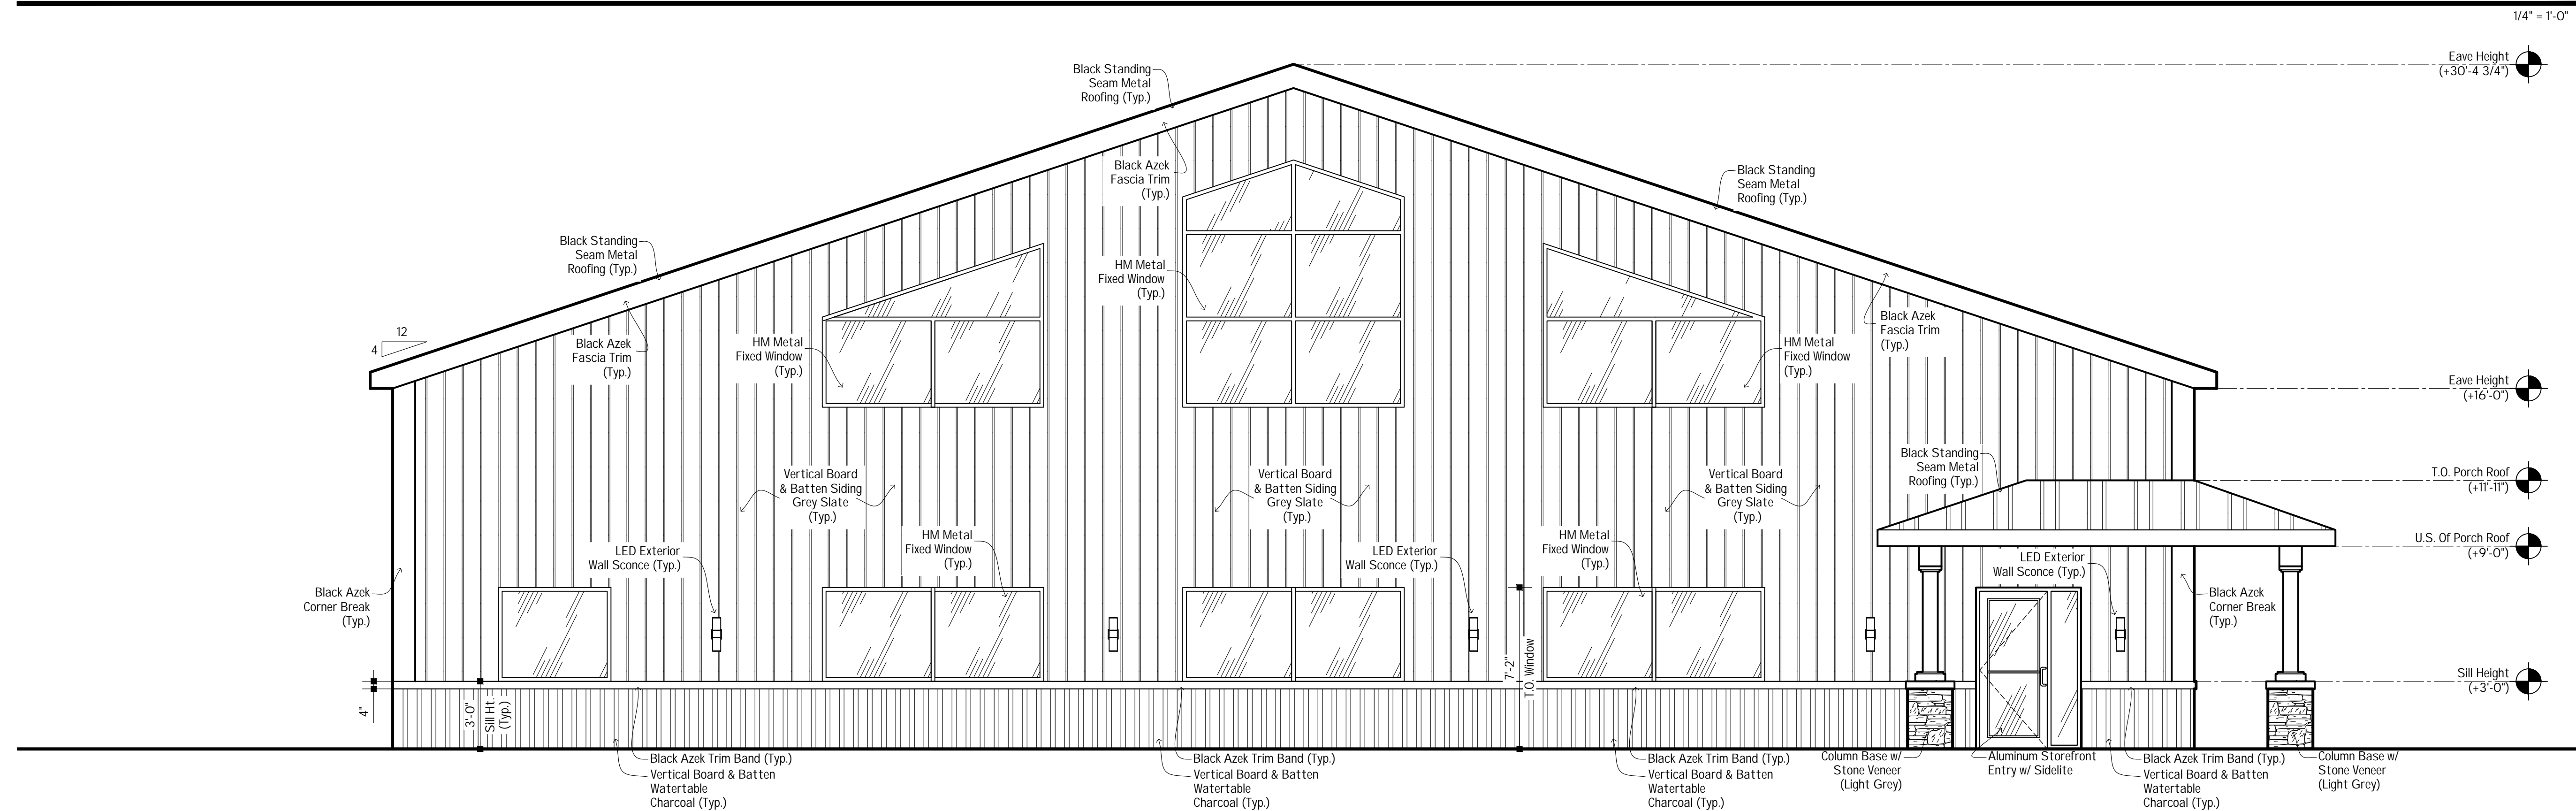 1/4" = 1'-0"
Eave Height
(+30'-4 3/4")
Black Standing
Seam Metal
Roofing (Typ.)
Black Azek
Fascia Trim
(Typ.)
Black Standing
Seam Metal
Roofing (Typ.)
Black Standing
Seam Metal
Roofing (Typ.)
HM Metal
Fixed Window
(Typ.)
12
4
Black Azek
Fascia Trim
(Typ.)
HM Metal
Fixed Window
(Typ.)
HM Metal
Fixed Window
(Typ.)
Black Azek
Fascia Trim
(Typ.)
Eave Height
(+16'-0")
Vertical Board
& Batten Siding
Grey Slate
(Typ.)
Vertical Board
& Batten Siding
Grey Slate
(Typ.)
Vertical Board
& Batten Siding
Grey Slate
(Typ.)
Black Standing
Seam Metal
Roofing (Typ.)
T.O. Porch Roof
(+11'-11")
LED Exterior
Wall Sconce (Typ.)
HM Metal
Fixed Window
(Typ.)
LED Exterior
Wall Sconce (Typ.)
HM Metal
Fixed Window
(Typ.)
LED Exterior
Wall Sconce (Typ.)
U.S. Of Porch Roof
(+9'-0")
Black Azek
Corner Break
(Typ.)
Black Azek
Corner Break
(Typ.)
7'-2"
T.O. Window
Sill Height
(+3'-0")
4"
3'-0"
Sill Ht.
(Typ.)
Black Azek Trim Band (Typ.)
Vertical Board & Batten
Watertable
Charcoal (Typ.)
Black Azek Trim Band (Typ.)
Vertical Board & Batten
Watertable
Charcoal (Typ.)
Black Azek Trim Band (Typ.)
Vertical Board & Batten
Watertable
Charcoal (Typ.)
Column Base w/
Stone Veneer
(Light Grey)
Aluminum Storefront
Entry w/ Sidelite
Black Azek Trim Band (Typ.)
Vertical Board & Batten
Watertable
Charcoal (Typ.)
Column Base w/
Stone Veneer
(Light Grey)